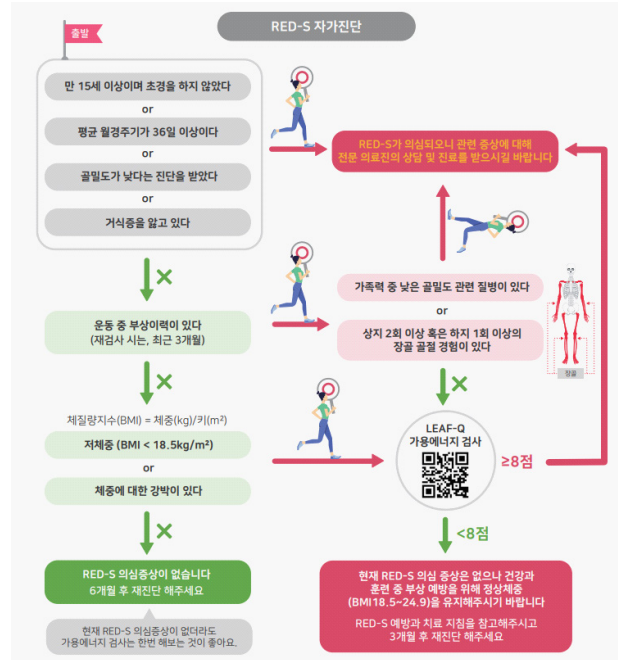 RED-S 자가진단
출발
만 15세 이상이며 초경을 하지 않았다
or
평균 월경주기가 36일 이상이다
or
골밀도가 낮다는 진단을 받았다
or
거식증을 앓고 있다
RED-S가 의심되오니 관련 증상에 대해
전문 의료진의 상담 및 진료를 받으시길 바랍니다
운동 중 부상이력이 있다
(재검사 시는, 최근 3개월)
가족력 중 낮은 골밀도 관련 질병이 있다
or
상지 2회 이상 혹은 하지 1회 이상의
장골 골절 경험이 있다
장골
체질량지수(BMI) = 체중(kg)/키(m²)
저체중 (BMI < 18.5kg/m²)
or
체중에 대한 강박이 있다
LEAF-Q
가용에너지 검사
≥8점
<8점
RED-S 의심증상이 없습니다
6개월 후 재진단 해주세요
현재 RED-S 의심증상이 없더라도
가용에너지 검사는 한번 해보는 것이 좋아요.
현재 RED-S 의심 증상은 없으나 건강과
훈련 중 부상 예방을 위해 정상체중
(BMI18.5~24.9)을 유지해주시기 바랍니다
RED-S 예방과 치료 지침을 참고해주시고
3개월 후 재진단 해주세요